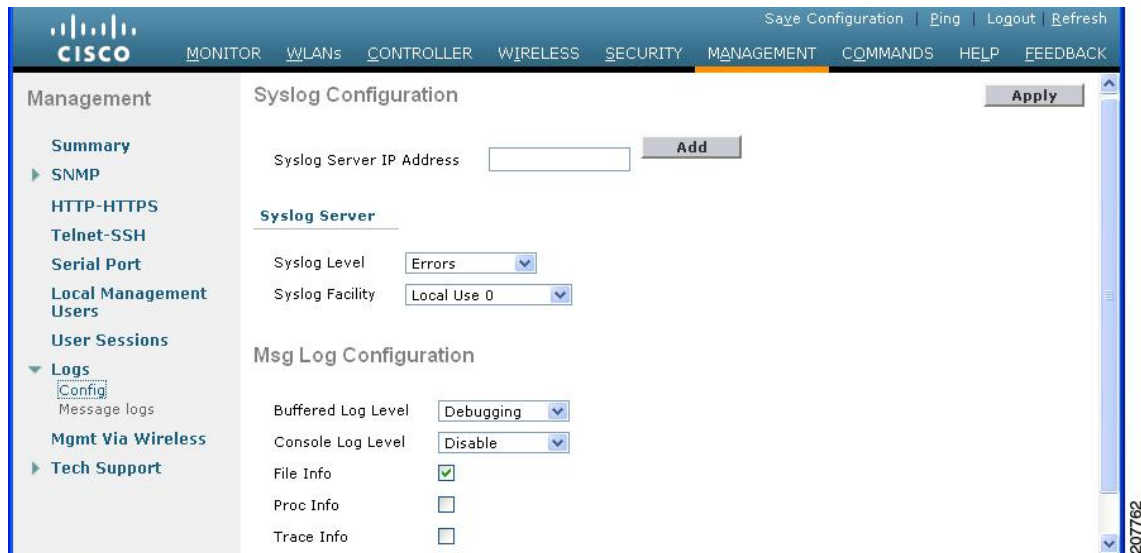 Save Configuration | Ping | Logout | Refresh
CISCO MONITOR WLANs CONTROLLER WIRELESS SECURITY MANAGEMENT COMMANDS HELP FEEDBACK
Management
Summary
SNMP
HTTP-HTTPS
Telnet-SSH
Serial Port
Local Management
Users
User Sessions
Logs
Config
Message logs
Mgmt Via Wireless
Tech Support
Syslog Configuration
Apply
Syslog Server IP Address Add
Syslog Server
Syslog Level Errors
Syslog Facility Local Use 0
Msg Log Configuration
Buffered Log Level Debugging
Console Log Level Disable
File Info
Proc Info
Trace Info
207762